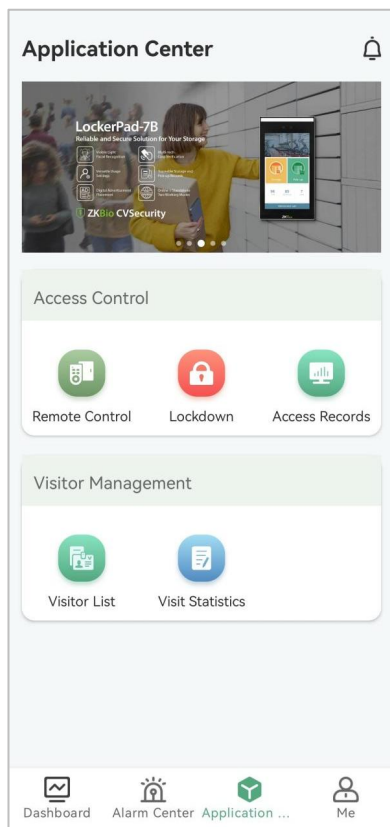 Application Center
LockerPad-7B
Reliable and Secure Solution for Your Storage
ZKBio CVSecurity
Access Control
Remote Control
Lockdown
Access Records
Visitor Management
Visitor List
Visit Statistics
Dashboard
Alarm Center
Application ...
Me